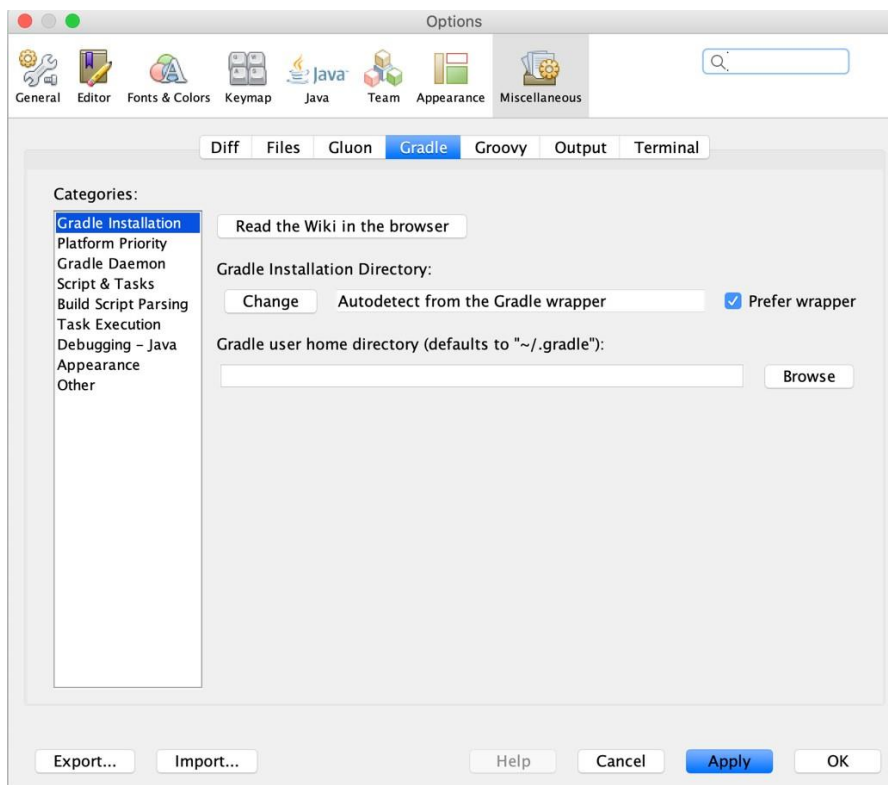 Options
General Editor Fonts & Colors Keymap Java Team Appearance Miscellaneous
Diff Files Gluon Gradle Groovy Output Terminal
Categories:
Gradle Installation
Platform Priority
Gradle Daemon
Script & Tasks
Build Script Parsing
Task Execution
Debugging – Java
Appearance
Other
Read the Wiki in the browser
Gradle Installation Directory:
Change Autodetect from the Gradle wrapper Prefer wrapper
Gradle user home directory (defaults to "~/.gradle"):
Browse
Export... Import... Help Cancel Apply OK